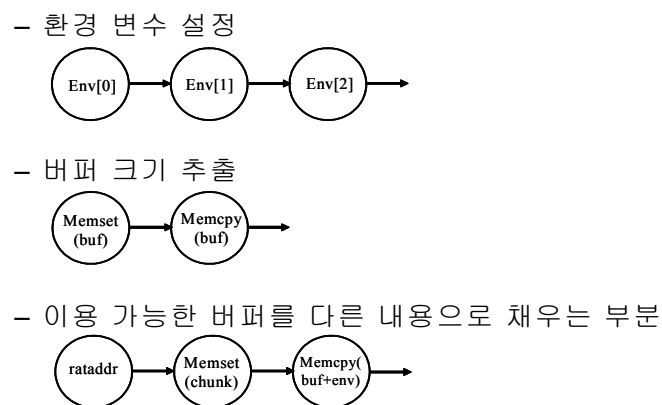 – 환경 변수 설정
Env[0] Env[1] Env[2]
– 버퍼 크기 추출
Memset
(buf)
Memcpy
(buf)
– 이용 가능한 버퍼를 다른 내용으로 채우는 부분
rataddr
Memset
(chunk)
Memcpy(
buf+env)